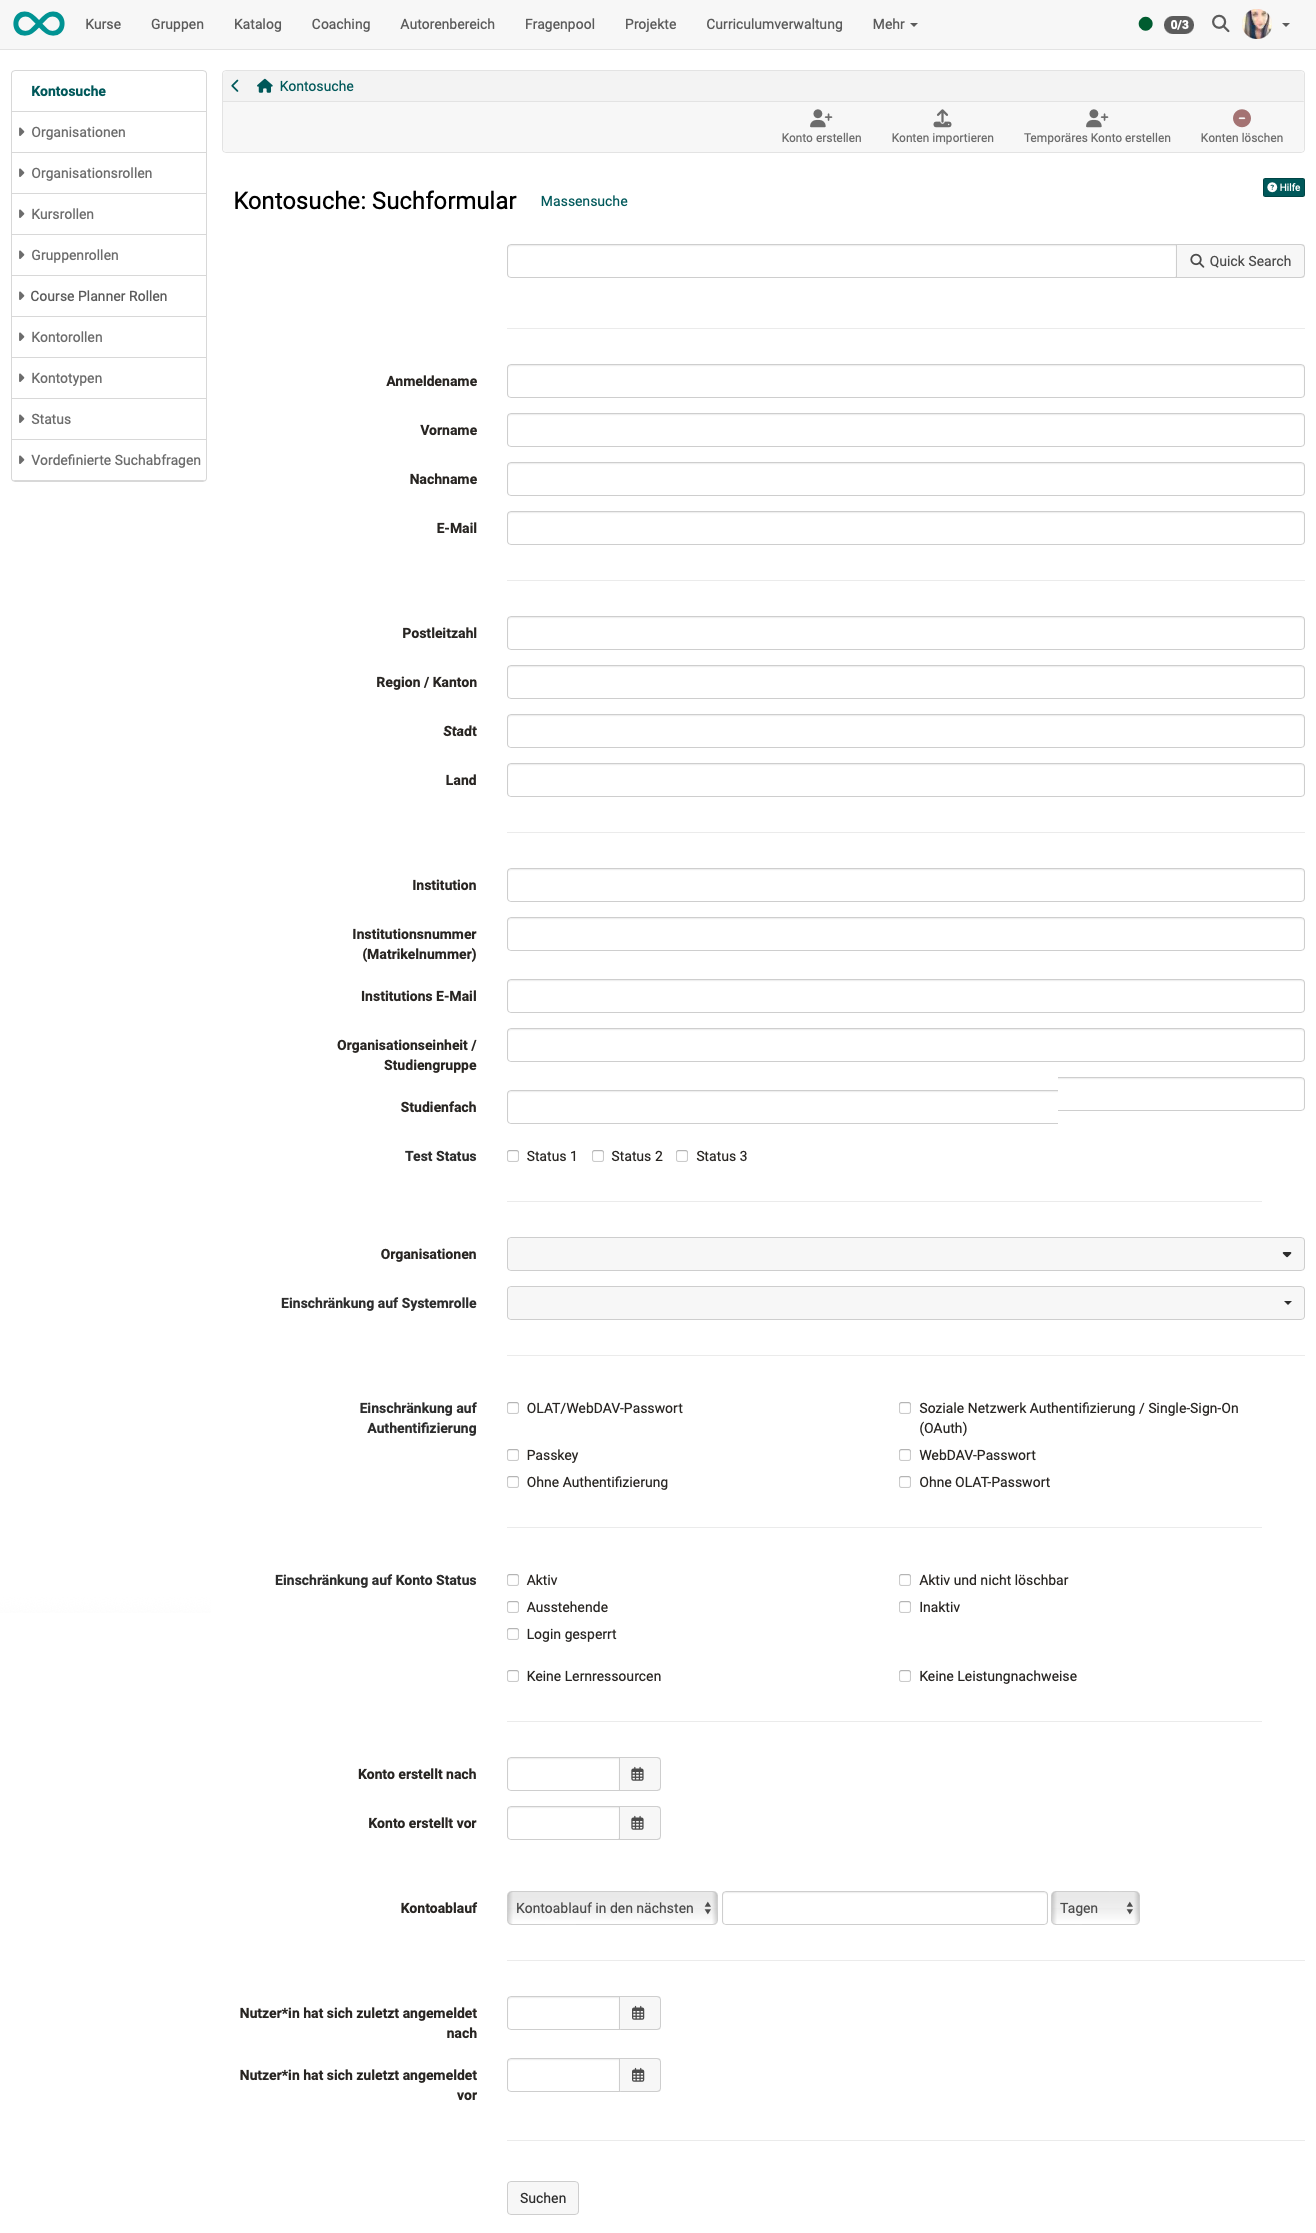 Kurse Gruppen Katalog Coaching Autorenbereich Fragenpool Projekte Curriculumverwaltung Mehr 0/3
Kontosuche
Organisationen
Organisationsrollen
Kursrollen
Gruppenrollen
Course Planner Rollen
Kontorollen
Kontotypen
Status
Vordefinierte Suchabfragen
Kontosuche
Konto erstellen Konten importieren Temporäres Konto erstellen Konten löschen
Kontosuche: Suchformular Massensuche Hilfe
Quick Search
Anmeldename
Vorname
Nachname
E-Mail
Postleitzahl
Region / Kanton
Stadt
Land
Institution
Institutionsnummer
(Matrikelnummer)
Institutions E-Mail
Organisationseinheit /
Studiengruppe
Studienfach
Test Status Status 1 Status 2 Status 3
Organisationen
Einschränkung auf Systemrolle
Einschränkung auf
Authentifizierung
OLAT/WebDAV-Passwort
Soziale Netzwerk Authentifizierung / Single-Sign-On
(OAuth)
Passkey WebDAV-Passwort
Ohne Authentifizierung Ohne OLAT-Passwort
Einschränkung auf Konto Status Aktiv Aktiv und nicht löschbar
Ausstehende Inaktiv
Login gesperrt
Keine Lernressourcen Keine Leistungnachweise
Konto erstellt nach
Konto erstellt vor
Kontoablauf Kontoablauf in den nächsten Tagen
Nutzer*in hat sich zuletzt angemeldet
nach
Nutzer*in hat sich zuletzt angemeldet
vor
Suchen